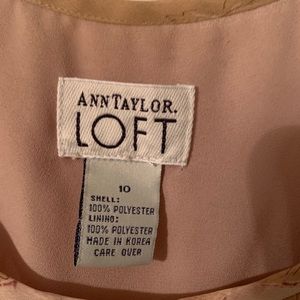 ANNTAYLOR.
LOFT
10
SHELL:
100% POLYESTER
LINING:
100% POLYESTER
MADE IN KOREA
CARE OVER